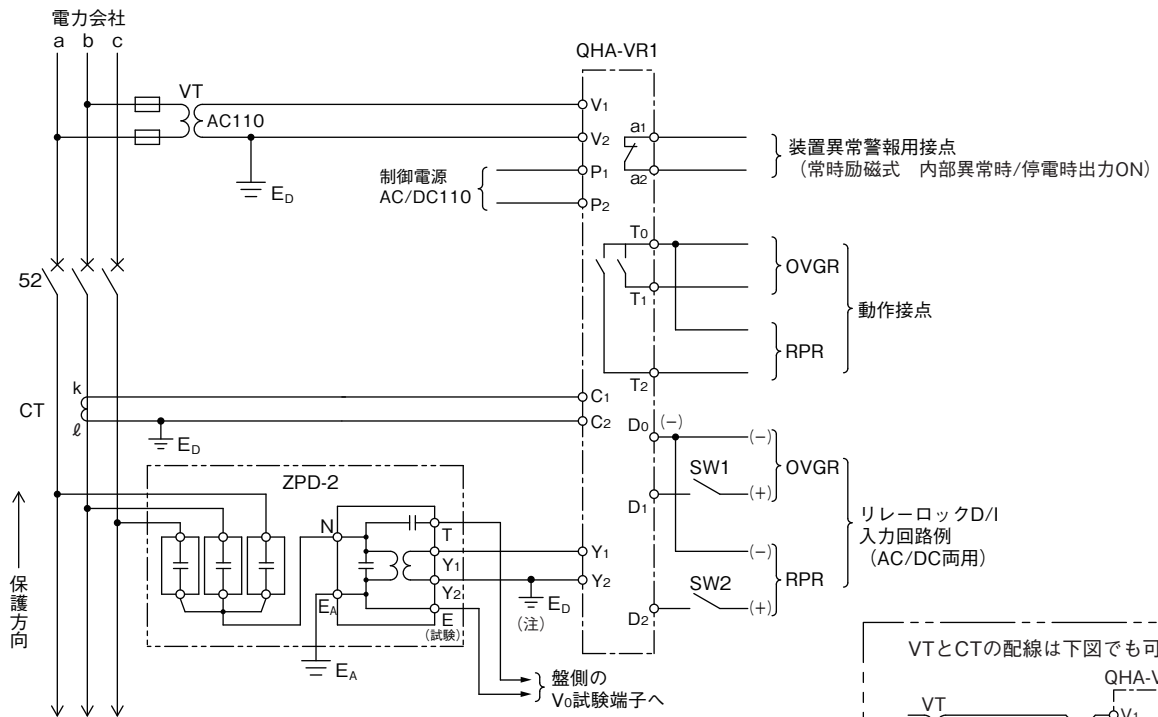 電力会社
a b c
QHA-VR1
VT
AC110
V1
V2
a1
a2
装置異常警報用接点
（常時励磁式　内部異常時/停電時出力ON）
ED
制御電源
AC/DC110
P1
P2
T0
T1
OVGR
動作接点
RPR
T2
52
CT
k
ℓ
C1
C2
ED
D0
(−)
(−)
OVGR
SW1
(+)
D1
リレーロックD/I
入力回路例
（AC/DC両用）
(−)
RPR
SW2
(+)
D2
ZPD-2
N
T
Y1
Y2
EA
E
(試験)
Y1
Y2
ED
(注)
EA
盤側の
V0試験端子へ
保護方向
VTとCTの配線は下図でも可
QHA-V
VT
V1